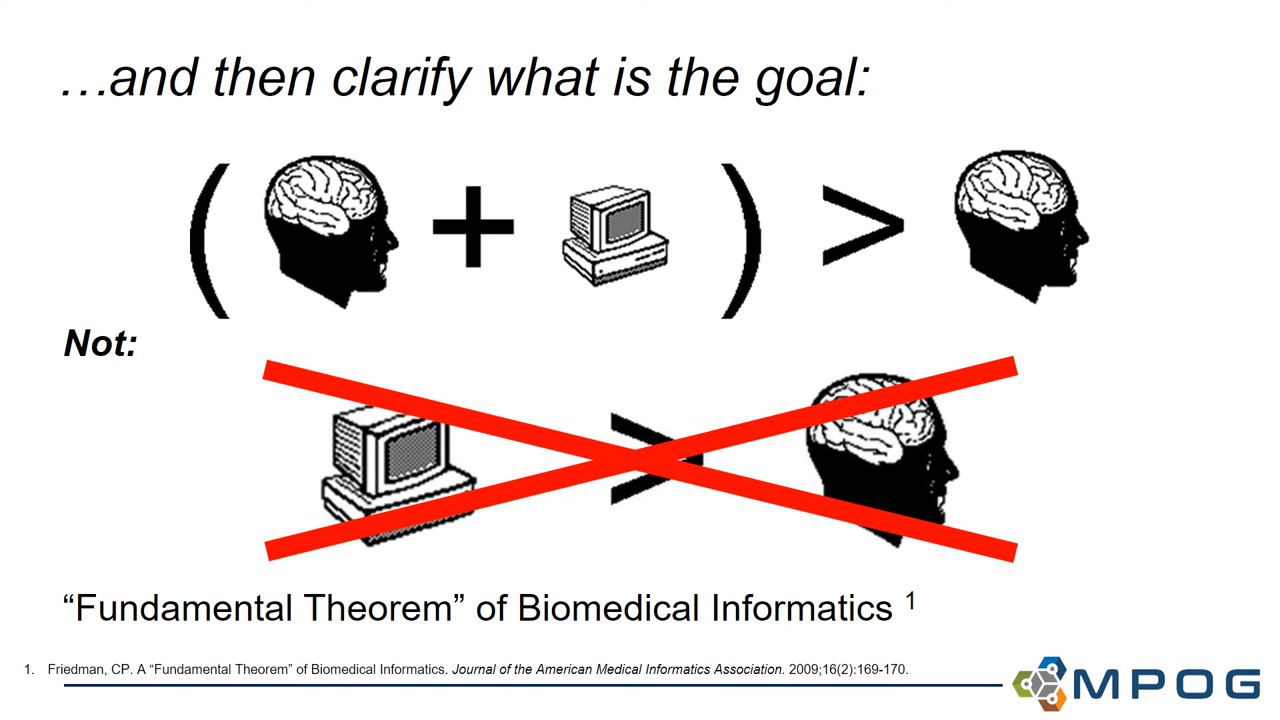 …and then clarify what is the goal:
( + ) >
Not:
>
“Fundamental Theorem” of Biomedical Informatics 1
1. Friedman, CP. A “Fundamental Theorem” of Biomedical Informatics. Journal of the American Medical Informatics Association. 2009;16(2):169-170.
MPOG